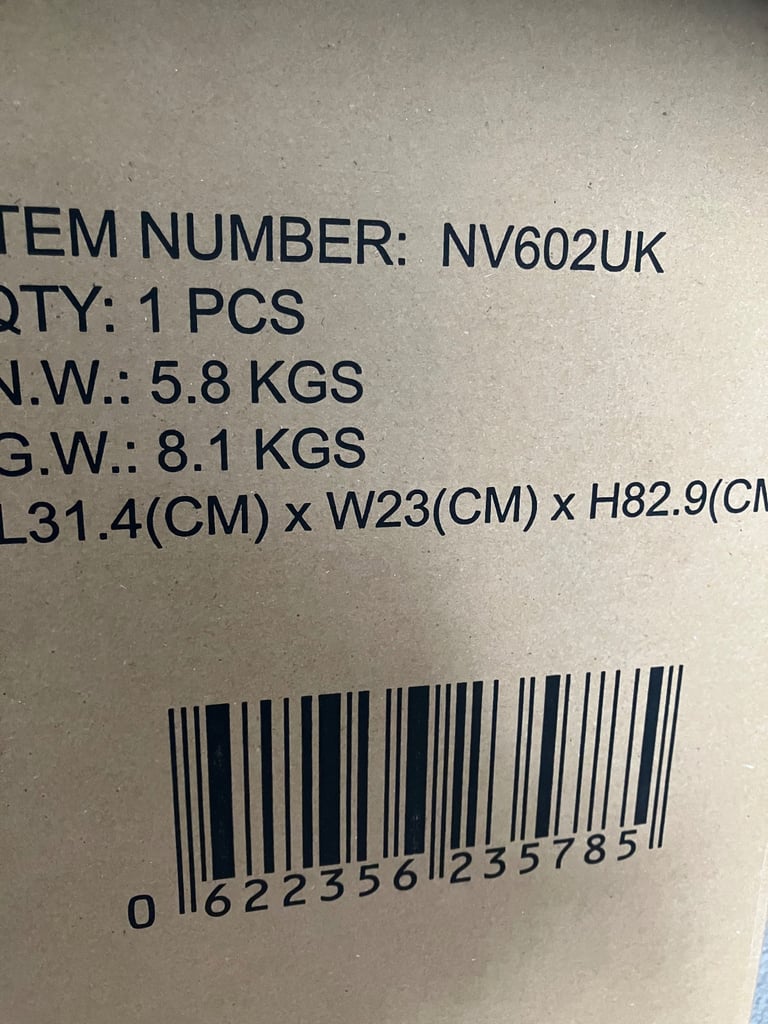 TEM NUMBER: NV602UK
QTY: 1 PCS
N.W.: 5.8 KGS
G.W.: 8.1 KGS
L31.4(CM) x W23(CM) x H82.9(CM
0 622356 235785